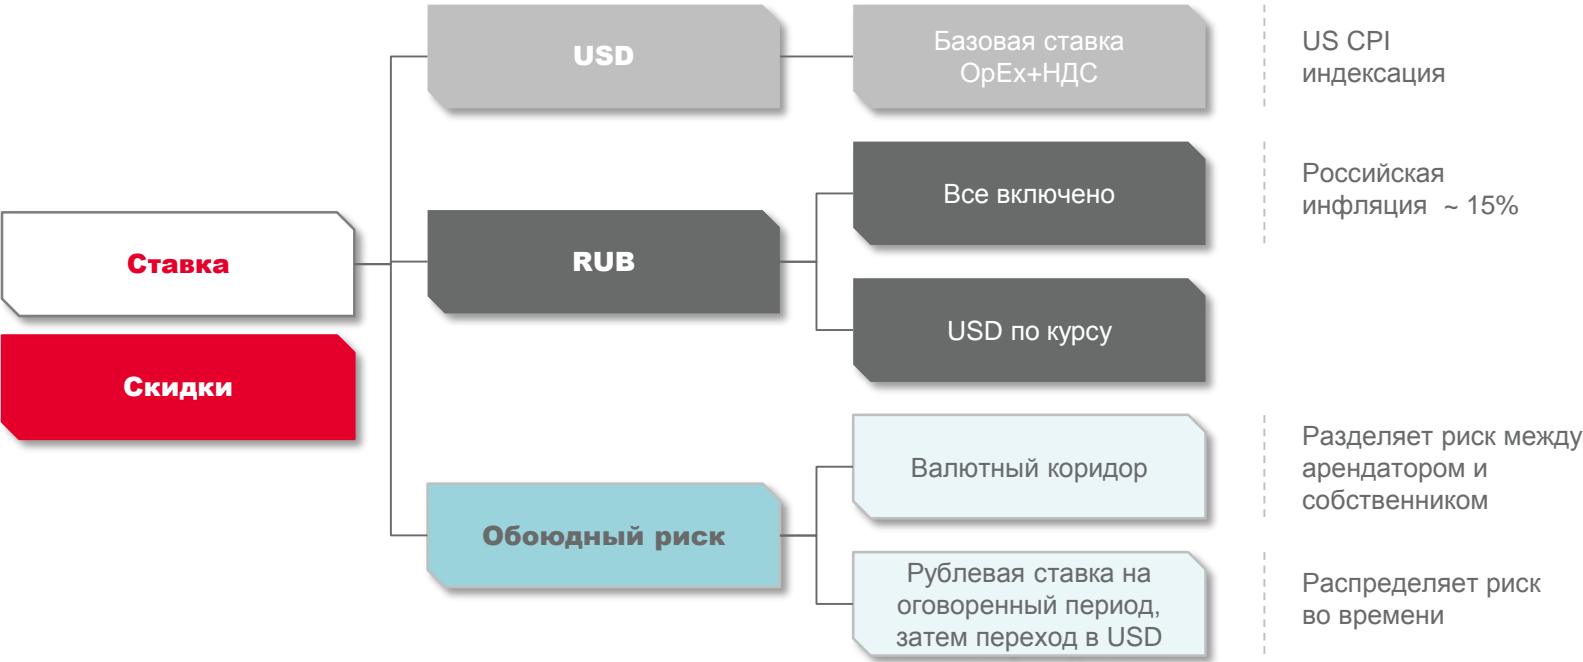 USD
Базовая ставка
OpEx+НДС
US CPI
индексация
Все включено
Российская
инфляция ~ 15%
Ставка
RUB
USD по курсу
Скидки
Обоюдный риск
Валютный коридор
Разделяет риск между
арендатором и
собственником
Рублевая ставка на
оговоренный период,
затем переход в USD
Распределяет риск
во времени